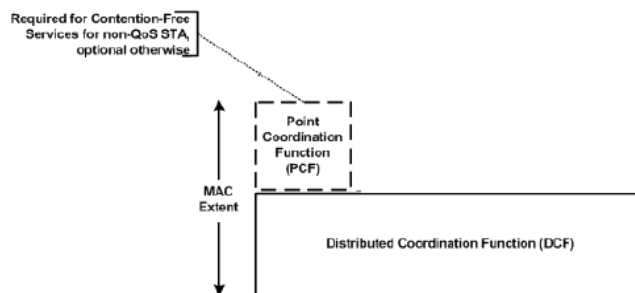 Required for Contention-Free
Services for non-QoS STA,
optional otherwise
Point
Coordination
Function
(PCF)
MAC
Extent
Distributed Coordination Function (DCF)